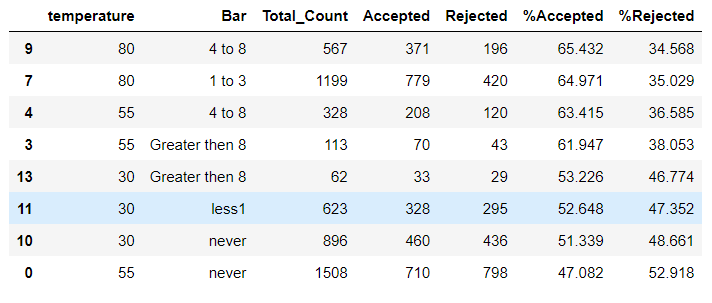 temperature Bar Total_Count Accepted Rejected %Accepted %Rejected
9 80 4 to 8 567 371 196 65.432 34.568
7 80 1 to 3 1199 779 420 64.971 35.029
4 55 4 to 8 328 208 120 63.415 36.585
3 55 Greater then 8 113 70 43 61.947 38.053
13 30 Greater then 8 62 33 29 53.226 46.774
11 30 less1 623 328 295 52.648 47.352
10 30 never 896 460 436 51.339 48.661
0 55 never 1508 710 798 47.082 52.918